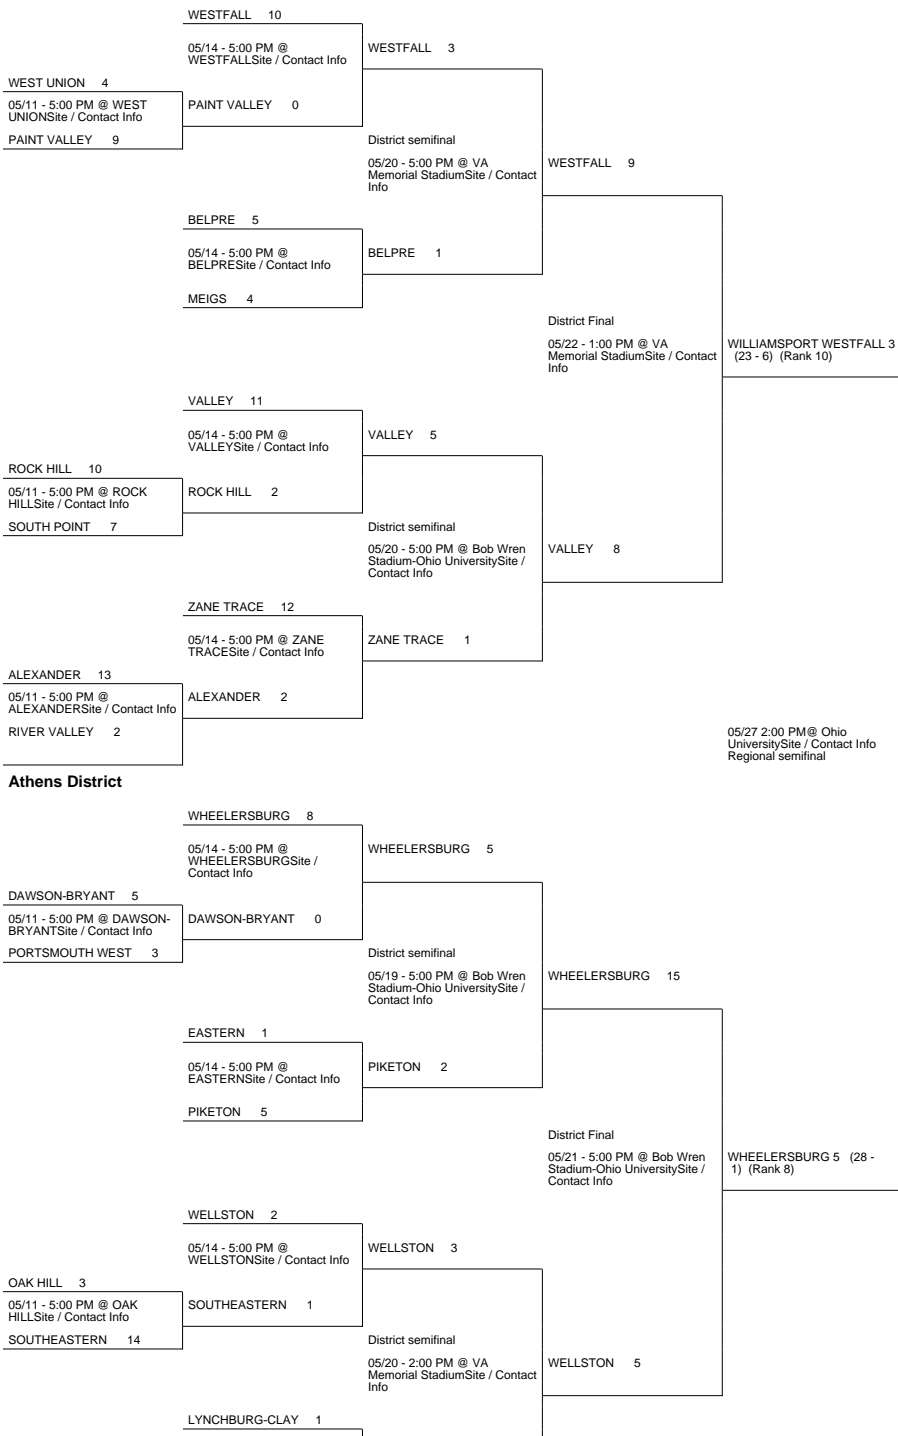 WESTFALL 10
05/14 - 5:00 PM @
WESTFALLSite / Contact Info
WESTFALL 3
WEST UNION 4
05/11 - 5:00 PM @ WEST
UNIONSite / Contact Info
PAINT VALLEY 0
PAINT VALLEY 9
District semifinal
05/20 - 5:00 PM @ VA
Memorial StadiumSite / Contact
Info
WESTFALL 9
BELPRE 5
05/14 - 5:00 PM @
BELPRESite / Contact Info
BELPRE 1
MEIGS 4
District Final
05/22 - 1:00 PM @ VA
Memorial StadiumSite / Contact
Info
WILLIAMSPORT WESTFALL 3
(23 - 6) (Rank 10)
VALLEY 11
05/14 - 5:00 PM @
VALLEYSite / Contact Info
VALLEY 5
ROCK HILL 10
05/11 - 5:00 PM @ ROCK
HILLSite / Contact Info
ROCK HILL 2
SOUTH POINT 7
District semifinal
05/20 - 5:00 PM @ Bob Wren
Stadium-Ohio UniversitySite /
Contact Info
VALLEY 8
ZANE TRACE 12
05/14 - 5:00 PM @ ZANE
TRACESite / Contact Info
ZANE TRACE 1
ALEXANDER 13
05/11 - 5:00 PM @
ALEXANDERSite / Contact Info
ALEXANDER 2
RIVER VALLEY 2
05/27 2:00 PM@ Ohio
UniversitySite / Contact Info
Regional semifinal
Athens District
WHEELERSBURG 8
05/14 - 5:00 PM @
WHEELERSBURGSite /
Contact Info
WHEELERSBURG 5
DAWSON-BRYANT 5
05/11 - 5:00 PM @ DAWSON-
BRYANTSite / Contact Info
DAWSON-BRYANT 0
PORTSMOUTH WEST 3
District semifinal
05/19 - 5:00 PM @ Bob Wren
Stadium-Ohio UniversitySite /
Contact Info
WHEELERSBURG 15
EASTERN 1
05/14 - 5:00 PM @
EASTERNSite / Contact Info
PIKETON 2
PIKETON 5
District Final
05/21 - 5:00 PM @ Bob Wren
Stadium-Ohio UniversitySite /
Contact Info
WHEELERSBURG 5 (28 -
1) (Rank 8)
WELLSTON 2
05/14 - 5:00 PM @
WELLSTONSite / Contact Info
WELLSTON 3
OAK HILL 3
05/11 - 5:00 PM @ OAK
HILLSite / Contact Info
SOUTHEASTERN 1
SOUTHEASTERN 14
District semifinal
05/20 - 2:00 PM @ VA
Memorial StadiumSite / Contact
Info
WELLSTON 5
LYNCHBURG-CLAY 1